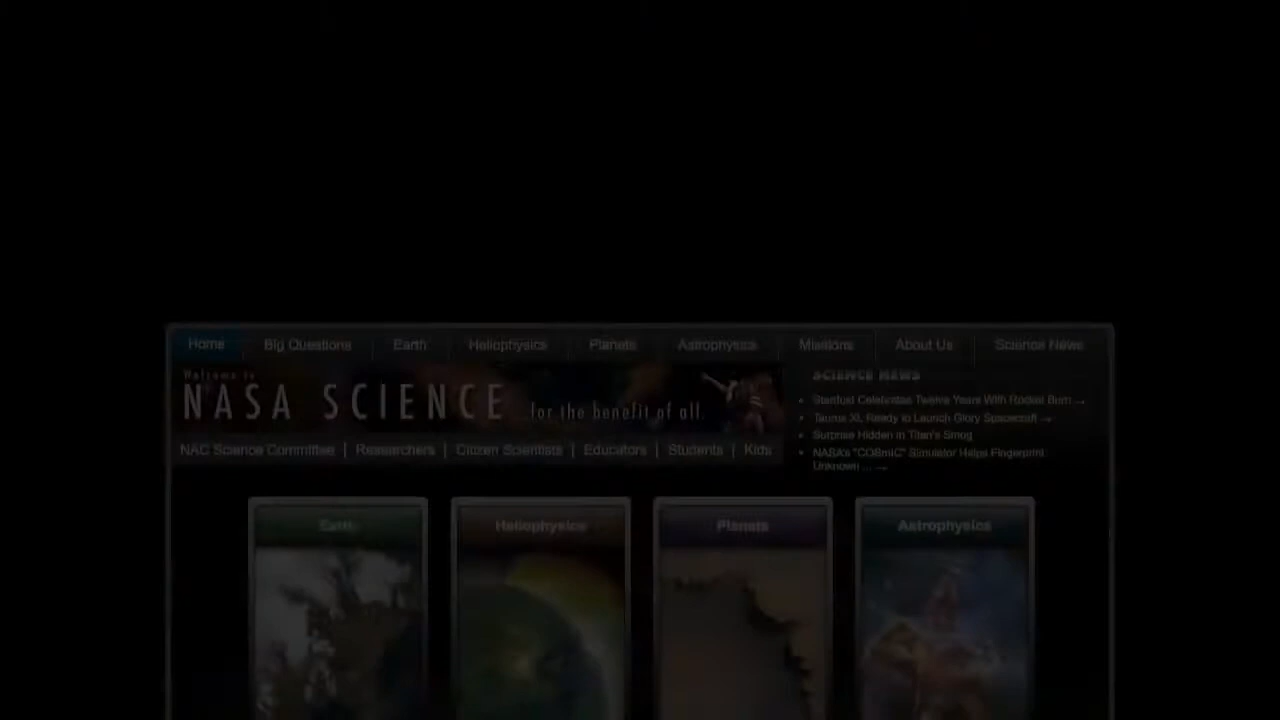 Home Big Questions Earth Heliophysics Planets Astrophysics Missions About Us Science News
Welcome to
NASA SCIENCE for the benefit of all.
NAC Science Committee | Researchers | Citizen Scientists | Educators | Students | Kids
SCIENCE NEWS
• Stardust Celebrates Twelve Years With Rocket Burn →
• Taurus XL Ready to Launch Glory Spacecraft →
• Surprise Hidden in Titan's Smog
• NASA's "COSmIC" Simulator Helps Fingerprint
Unknown ... →
Earth Heliophysics Planets Astrophysics